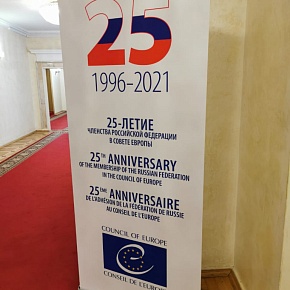 25
1996-2021
25-ЛЕТИЕ
ЧЛЕНСТВА РОССИЙСКОЙ ФЕДЕРАЦИИ
В СОВЕТЕ ЕВРОПЫ
25TH ANNIVERSARY
OF THE MEMBERSHIP OF THE RUSSIAN FEDERATION
IN THE COUNCIL OF EUROPE
25ÈME ANNIVERSAIRE
DE L'ADHÉSION DE LA FÉDÉRATION DE RUSSIE
AU CONSEIL DE L'EUROPE
COUNCIL OF EUROPE
CONSEIL DE L'EUROPE